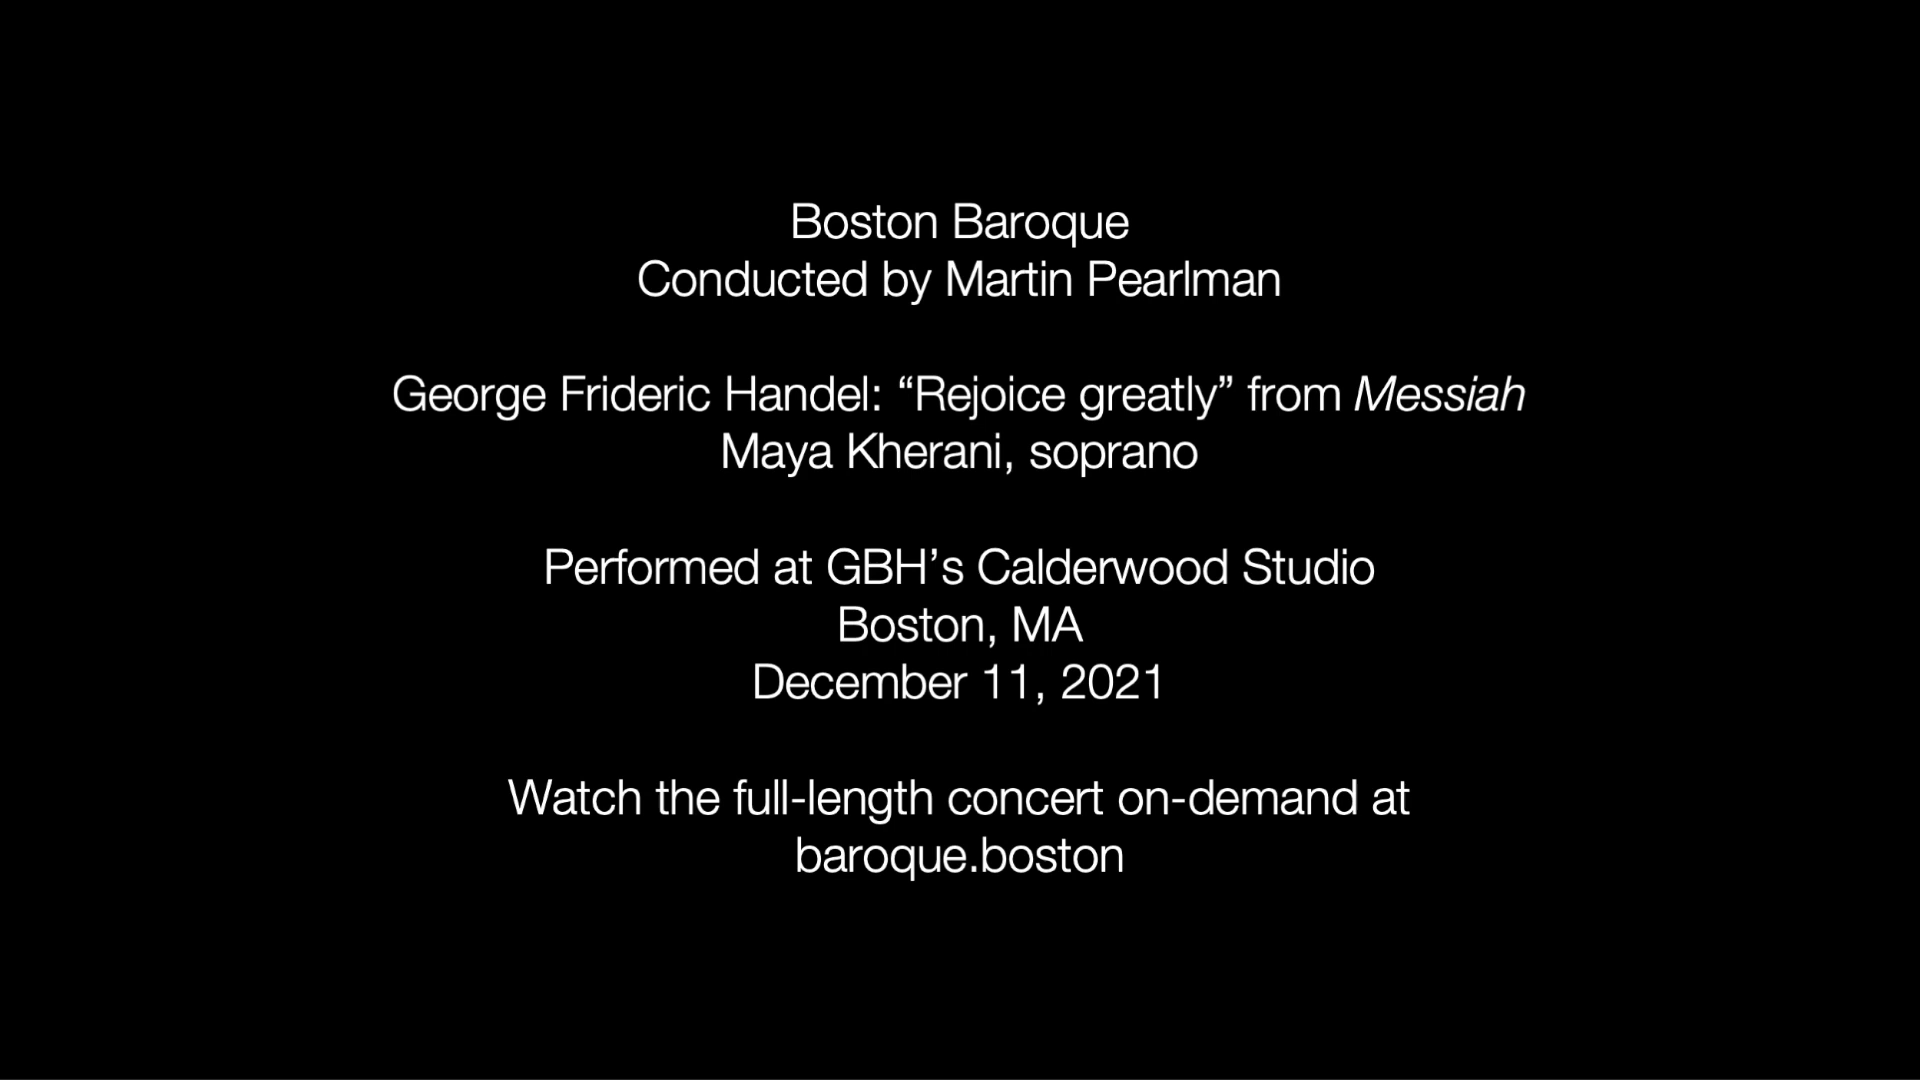 Boston Baroque
Conducted by Martin Pearlman
George Frideric Handel: “Rejoice greatly” from Messiah
Maya Kherani, soprano
Performed at GBH’s Calderwood Studio
Boston, MA
December 11, 2021
Watch the full-length concert on-demand at
baroque.boston